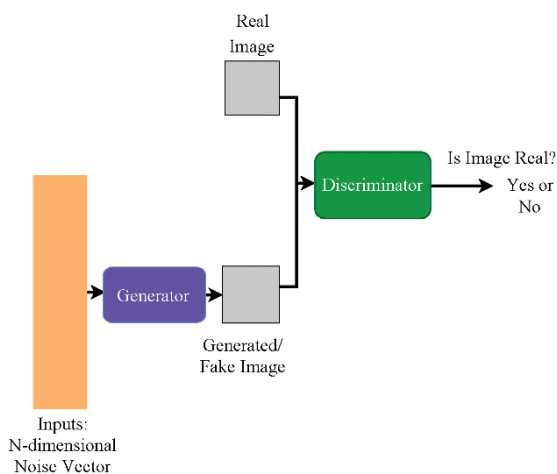 Real
Image
Is Image Real?
Discriminator
Yes or
No
Generator
Generated/
Fake Image
Inputs:
N-dimensional
Noise Vector